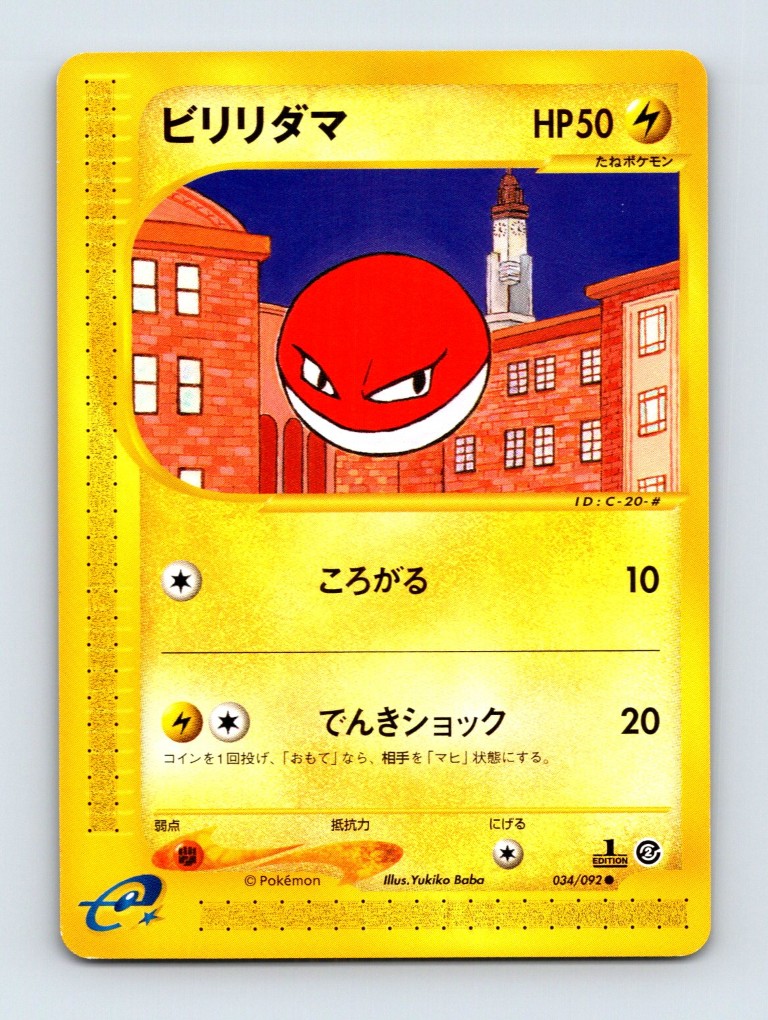 ビリリダマ HP50
たねポケモン
ID:C-20-#
ころがる 10
でんきショック 20
コインを1回投げ、「おもて」なら、相手を「マヒ」状態にする。
弱点 抵抗力 にげる
1 EDITION 2
© Pokémon Illus. Yukiko Baba 034/092 ●
e